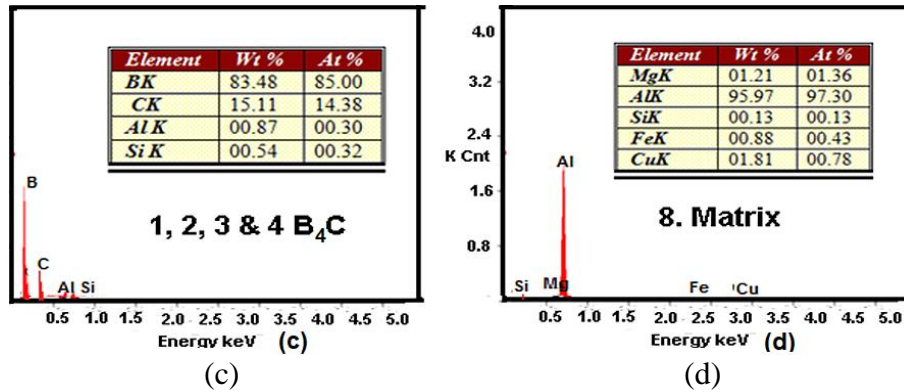 Element Wt % At %
BK 83.48 85.00
CK 15.11 14.38
Al K 00.87 00.30
Si K 00.54 00.32
B
C
Al Si
1, 2, 3 & 4 B₄C
0.5 1.0 1.5 2.0 2.5 3.0 3.5 4.0 4.5 5.0
Energy keV (c)
(c)
4.0
3.2
2.4
K Cnt
1.6
0.8
Element Wt % At %
MgK 01.21 01.36
AlK 95.97 97.30
SiK 00.13 00.13
FeK 00.88 00.43
CuK 01.81 00.78
Al
8. Matrix
Si Mg Fe Cu
0.5 1.0 1.5 2.0 2.5 3.0 3.5 4.0 4.5 5.0
Energy keV (d)
(d)